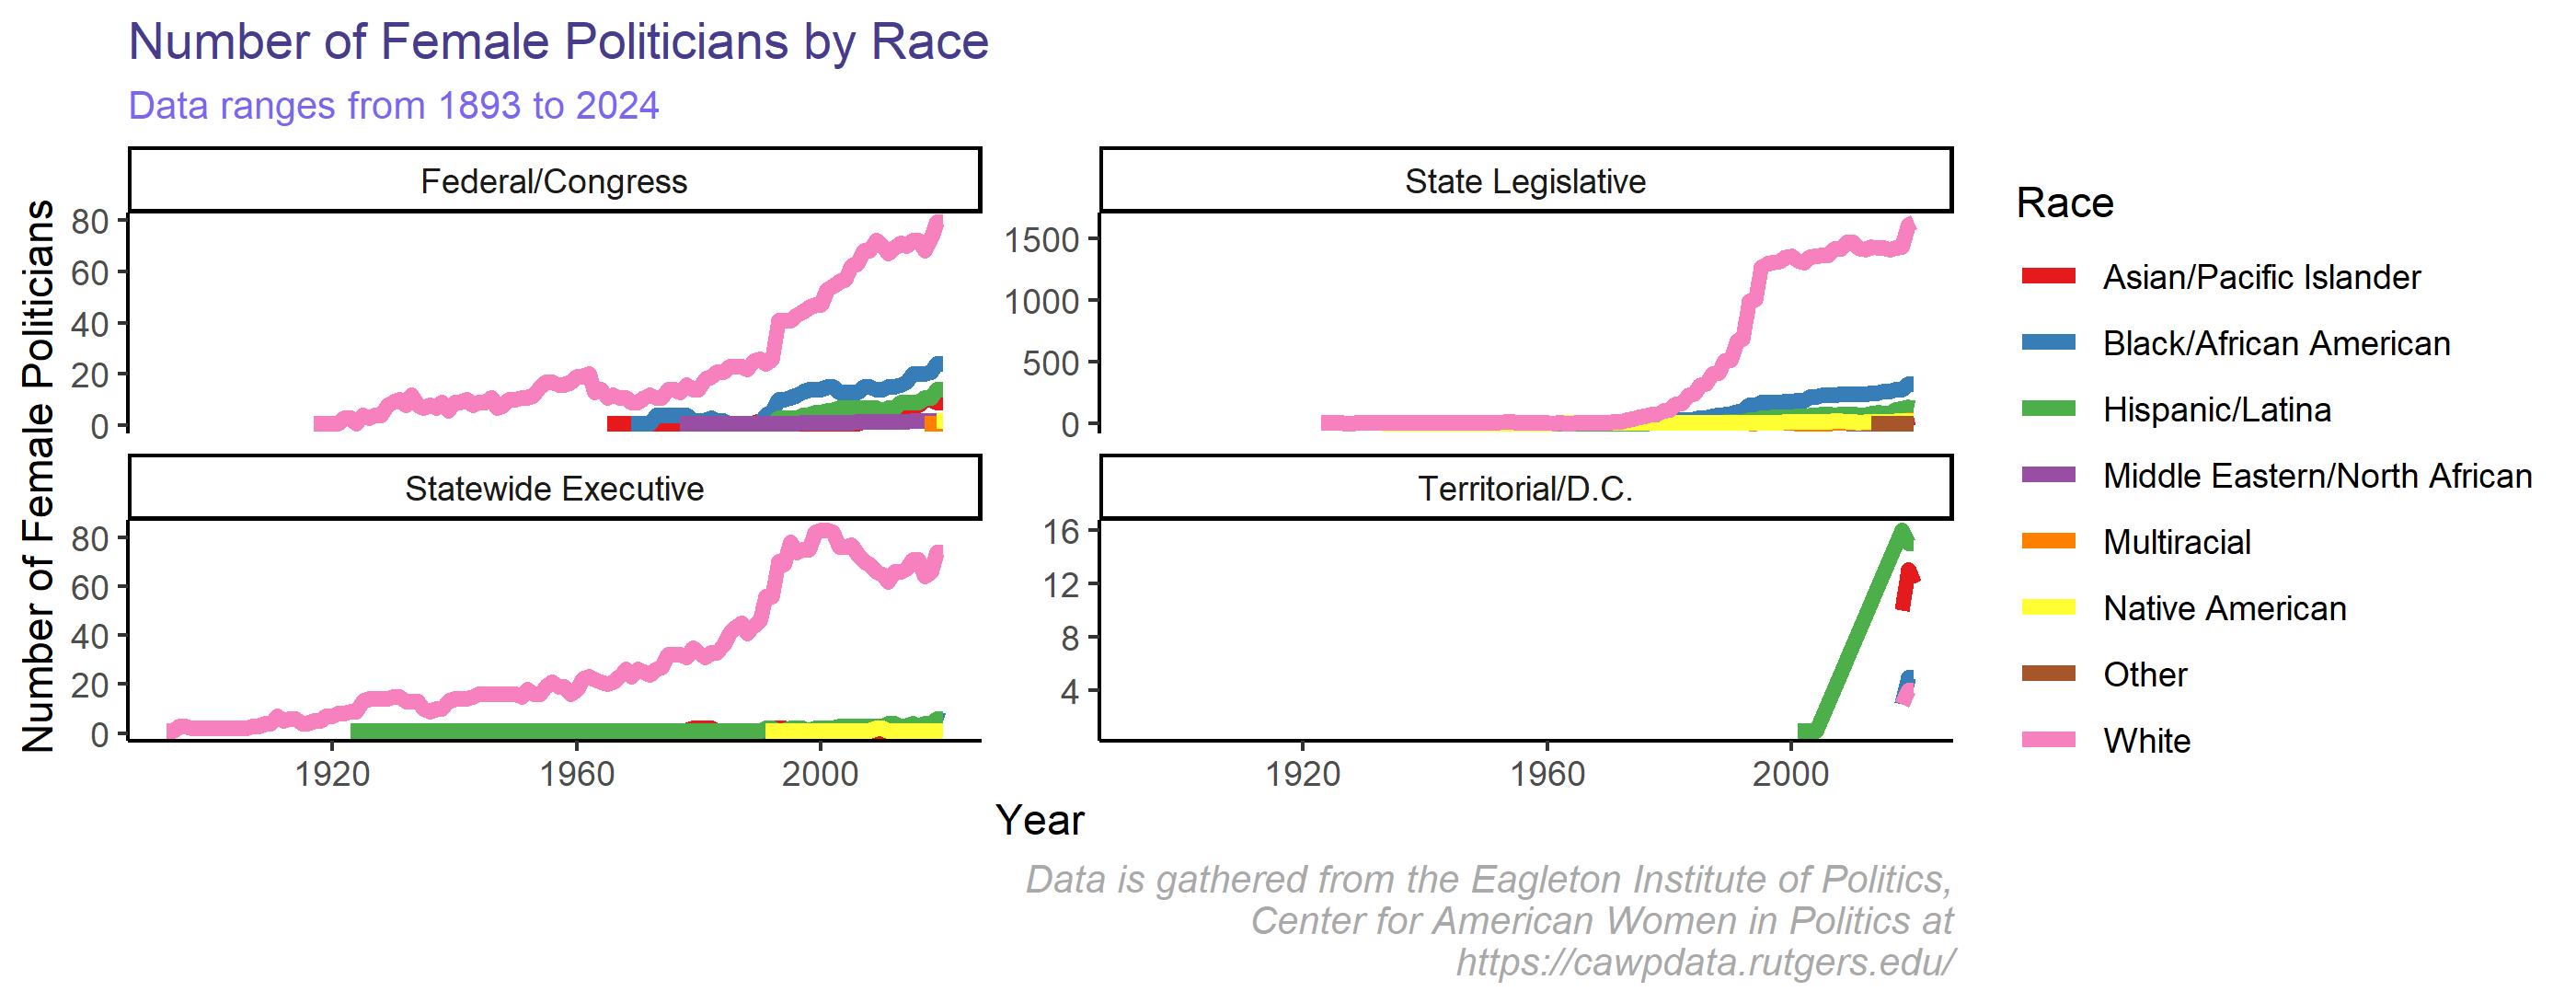 Number of Female Politicians by Race
Data ranges from 1893 to 2024
Number of Female Politicians
Federal/Congress
80
60
40
20
0
State Legislative
1500
1000
500
0
Statewide Executive
80
60
40
20
0
1920 1960 2000
Territorial/D.C.
16
12
8
4
1920 1960 2000
Year
Race
Asian/Pacific Islander
Black/African American
Hispanic/Latina
Middle Eastern/North African
Multiracial
Native American
Other
White
Data is gathered from the Eagleton Institute of Politics,
Center for American Women in Politics at
https://cawpdata.rutgers.edu/